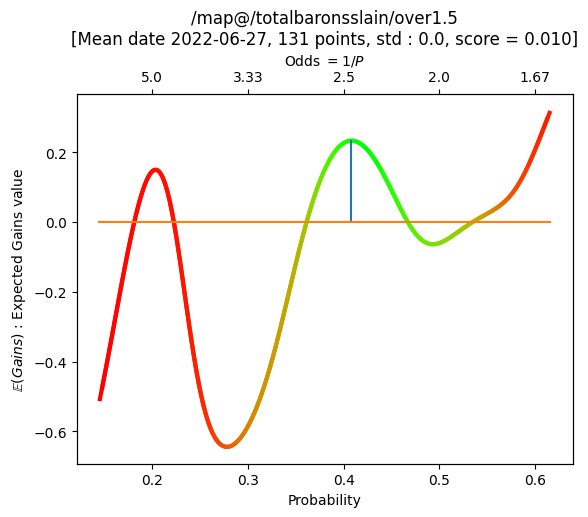 /map@/totalbaronsslain/over1.5
[Mean date 2022-06-27, 131 points, std : 0.0, score = 0.010]
Odds = 1/P
5.0 3.33 2.5 2.0 1.67
0.2
0.0
−0.2
−0.4
−0.6
𝔼(Gains) : Expected Gains value
0.2 0.3 0.4 0.5 0.6
Probability